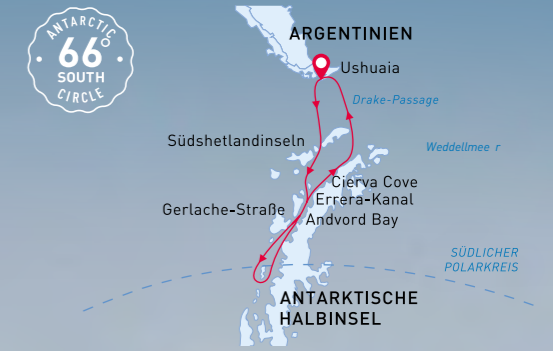 ANTARCTIC
66°
SOUTH
CIRCLE
ARGENTINIEN
Ushuaia
Drake-Passage
Südshetlandinseln
Weddellmee r
Cierva Cove
Errera-Kanal
Gerlache-Straße
Andvord Bay
SÜDLICHER
POLARKREIS
ANTARKTISCHE
HALBINSEL